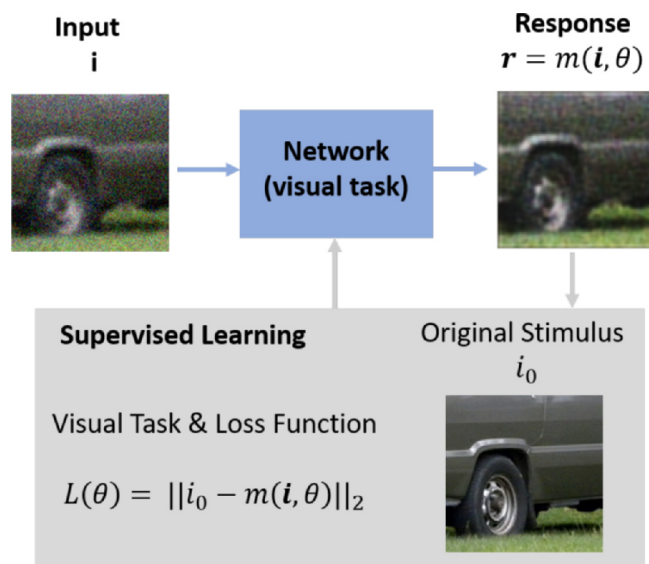 Input
i
Response
r = m(i, θ)
Network
(visual task)
Supervised Learning
Original Stimulus
i₀
Visual Task & Loss Function
L(θ) = ||i₀ − m(i, θ)||₂